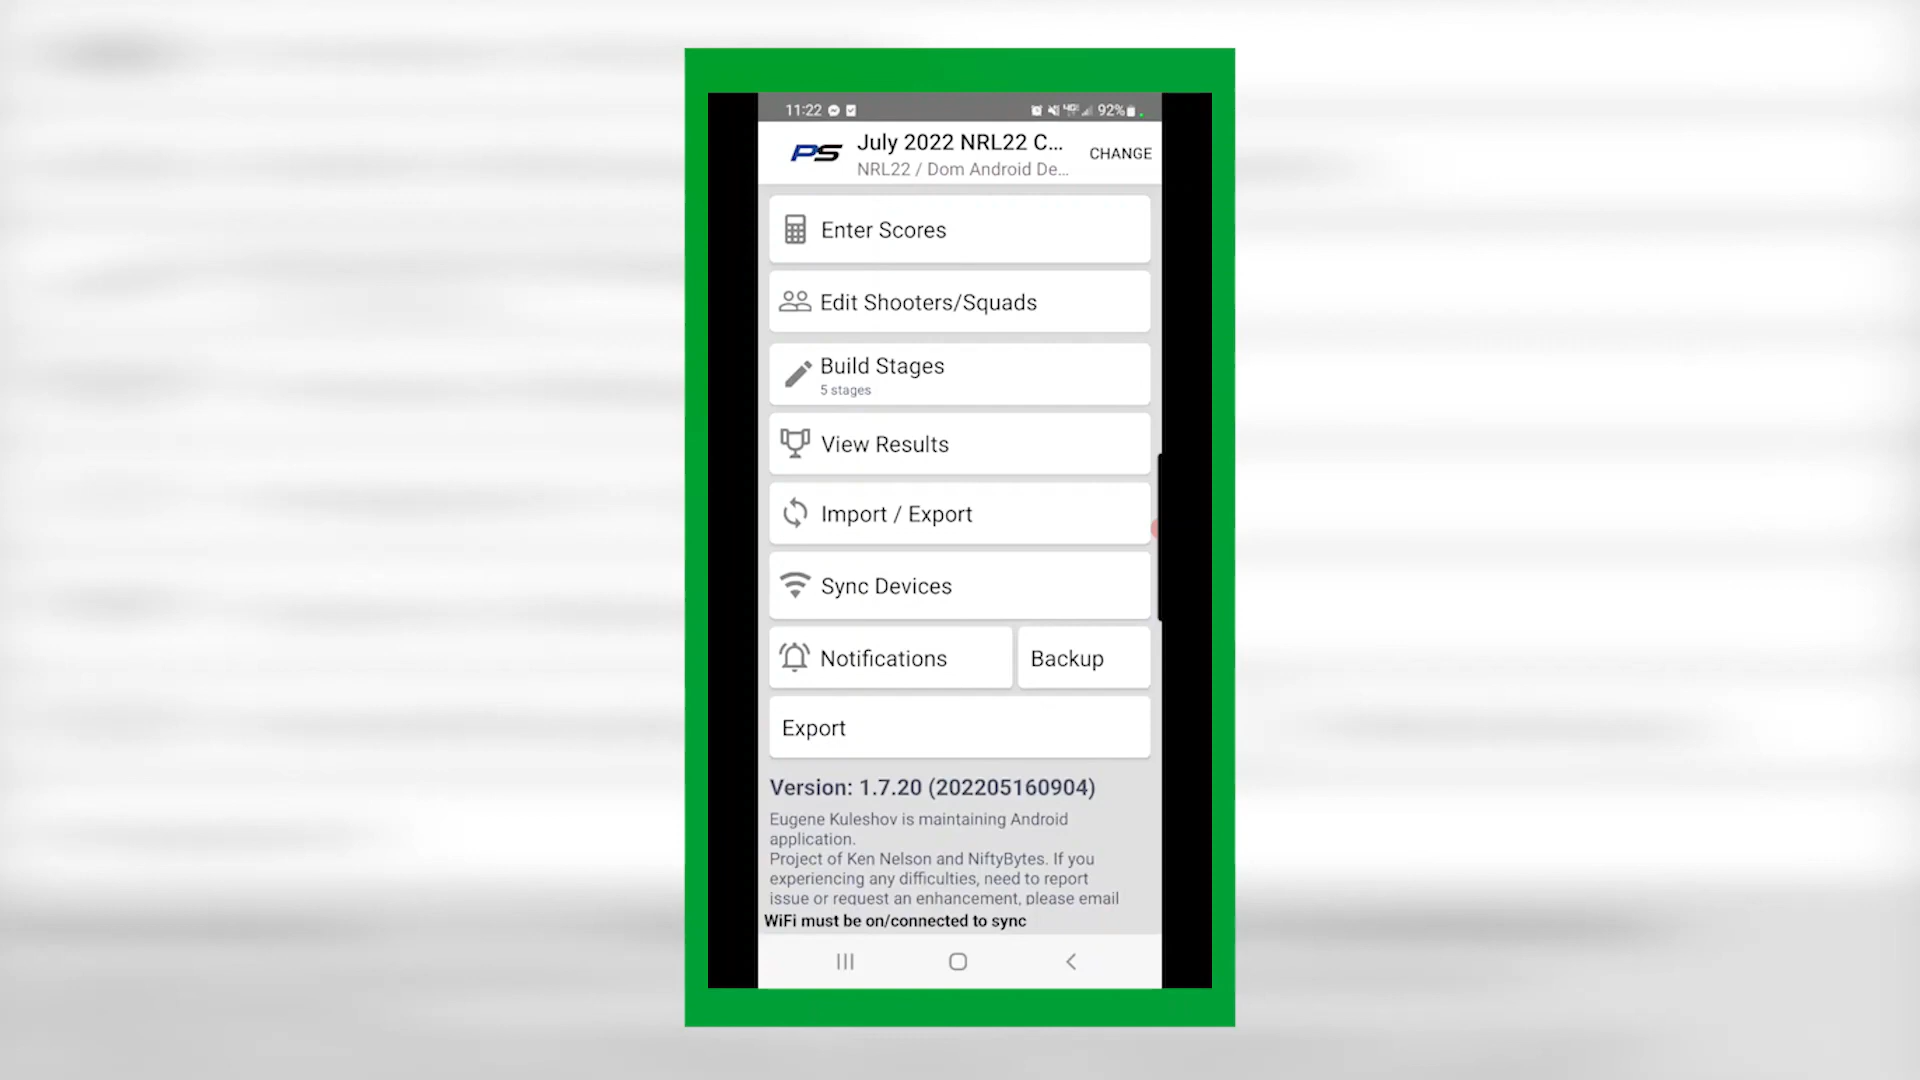 11:22
92%
PS
July 2022 NRL22 C...
NRL22 / Dom Android De...
CHANGE
Enter Scores
Edit Shooters/Squads
Build Stages
5 stages
View Results
Import / Export
Sync Devices
Notifications
Backup
Export
Version: 1.7.20 (202205160904)
Eugene Kuleshov is maintaining Android
application.
Project of Ken Nelson and NiftyBytes. If you
experiencing any difficulties, need to report
issue or request an enhancement, please email
WiFi must be on/connected to sync